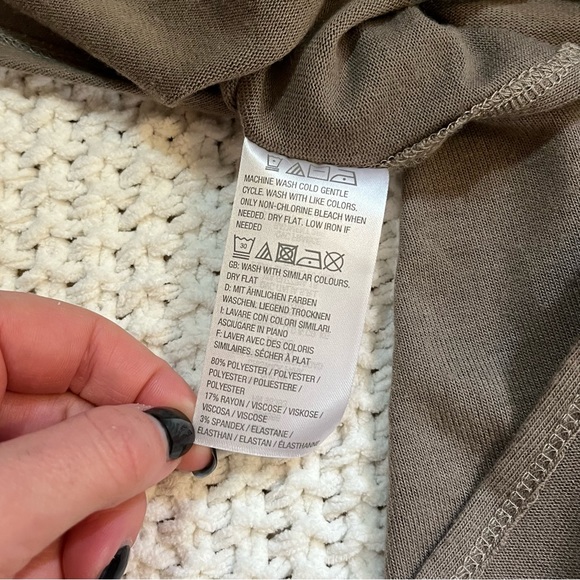 MACHINE WASH COLD GENTLE
CYCLE. WASH WITH LIKE COLORS.
ONLY NON-CHLORINE BLEACH WHEN
NEEDED. DRY FLAT. LOW IRON IF
NEEDED
30
GB: WASH WITH SIMILAR COLOURS.
DRY FLAT
D: MIT ÄHNLICHEN FARBEN
WASCHEN. LIEGEND TROCKNEN
I: LAVARE CON COLORI SIMILARI.
ASCIUGARE IN PIANO
F: LAVER AVEC DES COLORIS
SIMILAIRES. SÉCHER À PLAT
80% POLYESTER / POLYESTER /
POLYESTER / POLIESTERE /
POLYESTER
17% RAYON / VISCOSE / VISKOSE /
VISCOSA / VISCOSE
3% SPANDEX / ELASTANE /
ELASTHAN / ELASTAN / ÉLASTHANNE